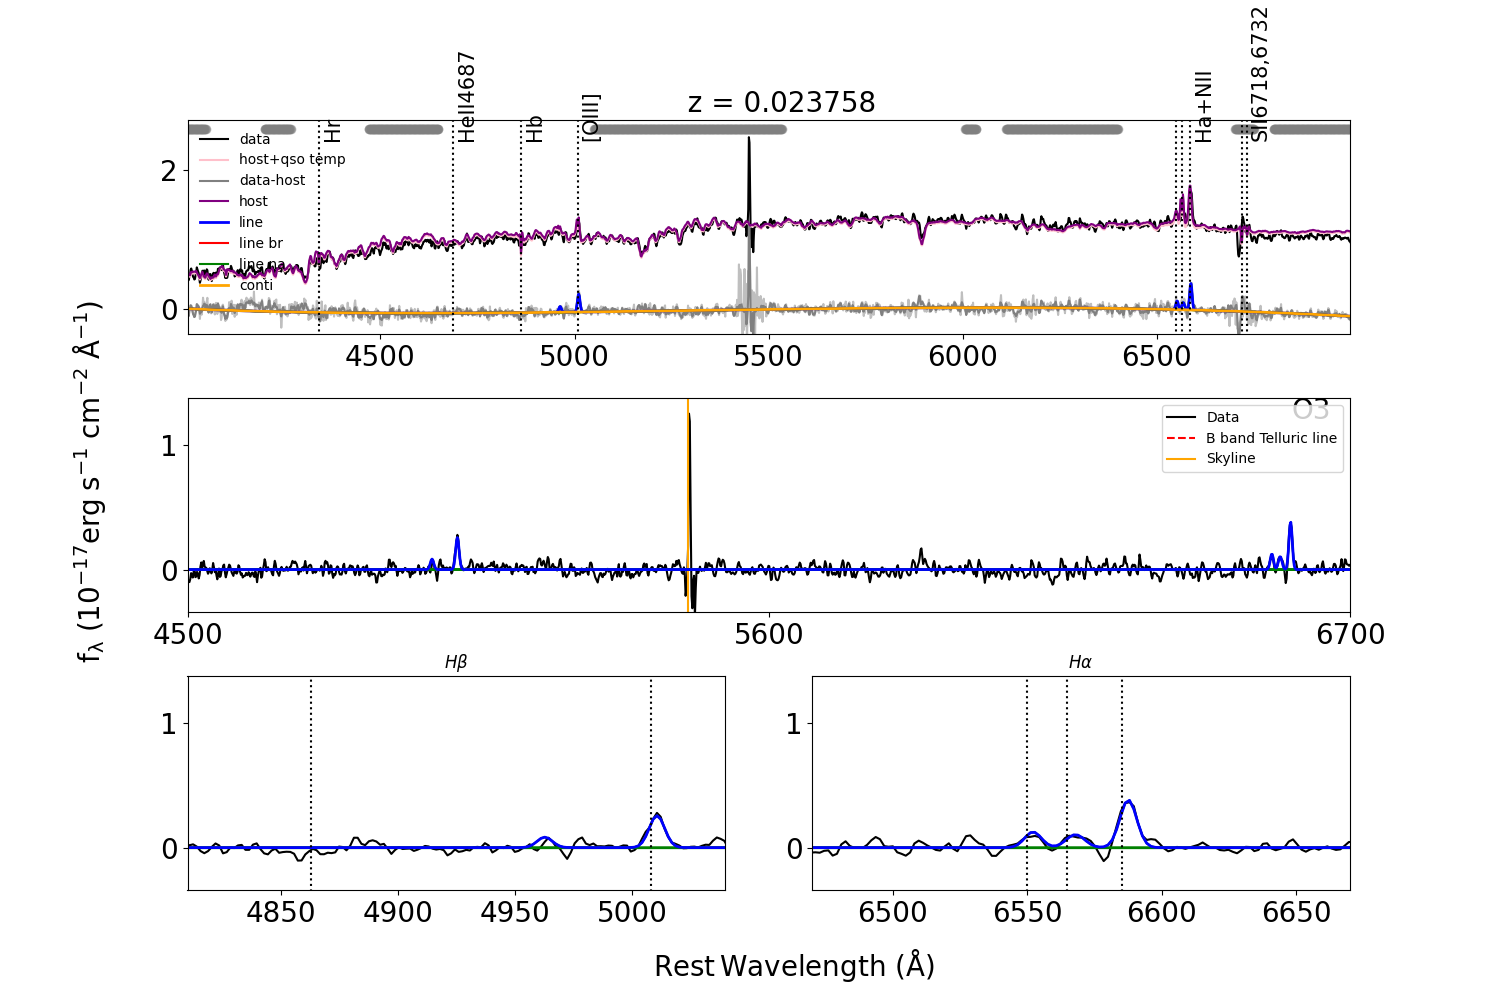 z = 0.023758
Hr
HeII4687
Hb
[OIII]
Ha+NII
SII6718,6732
data
host+qso temp
data-host
host
line
line br
line na
conti
2
0
4500 5000 5500 6000 6500
fλ (10−17erg s−1 cm−2 Å−1)
O3
Data
B band Telluric line
Skyline
1
0
4500 5600 6700
Hβ
1
0
4850 4900 4950 5000
Hα
1
0
6500 6550 6600 6650
Rest Wavelength (Å)